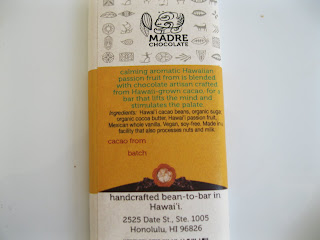 MADRE
CHOCOLATE
calming aromatic Hawaiian
passion fruit from is blended
with chocolate artisan crafted
from Hawaii-grown cacao, for a
bar that lifts the mind and
stimulates the palate.
Ingredients: Hawai'i cacao beans, organic sugar,
organic cocoa butter, Hawai'i passion fruit,
Mexican whole vanilla. Vegan, soy-free. Made in a
facility that also processes nuts and milk.
cacao from
batch
handcrafted bean-to-bar in
Hawai'i.
2525 Date St., Ste. 1005
Honolulu, HI 96826